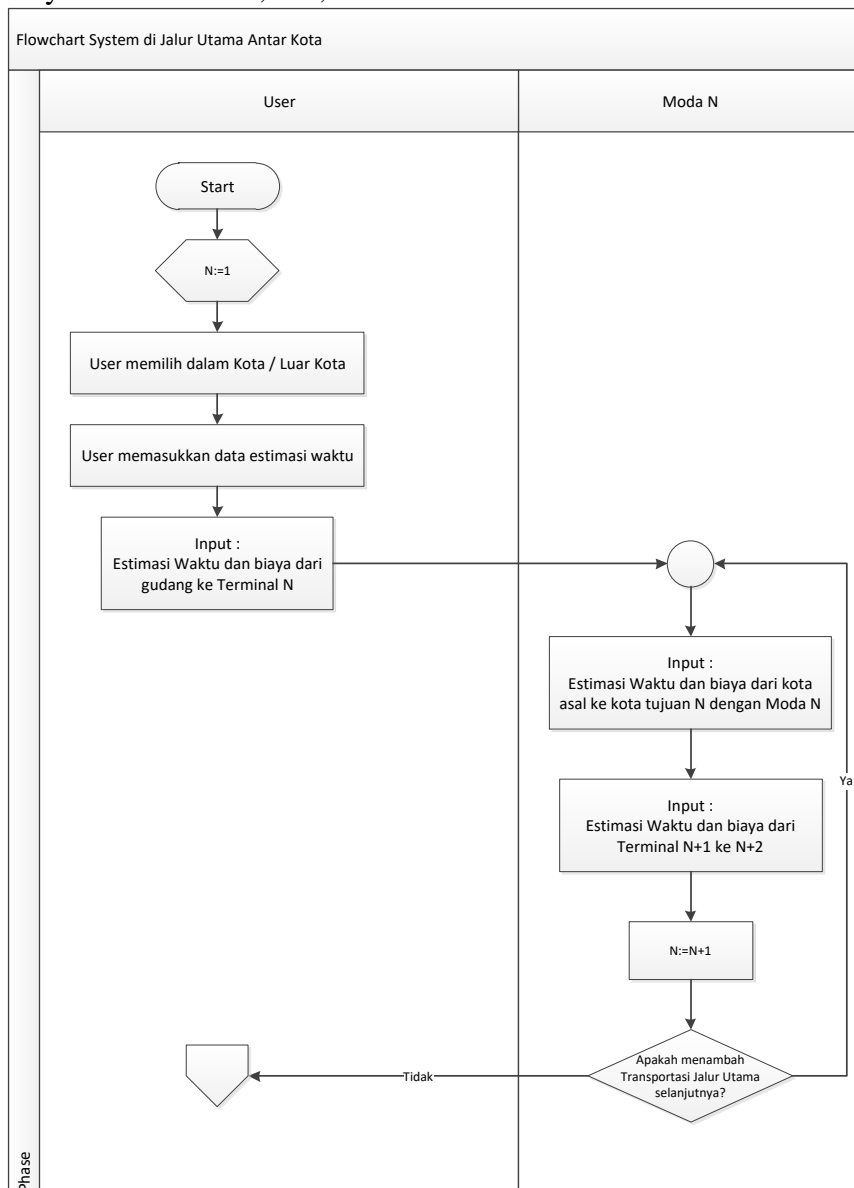 Flowchart System di Jalur Utama Antar Kota
User
Moda N
Start
N:=1
User memilih dalam Kota / Luar Kota
User memasukkan data estimasi waktu
Input :
Estimasi Waktu dan biaya dari
gudang ke Terminal N
Input :
Estimasi Waktu dan biaya dari kota
asal ke kota tujuan N dengan Moda N
Ya
Input :
Estimasi Waktu dan biaya dari
Terminal N+1 ke N+2
N:=N+1
Apakah menambah
Transportasi Jalur Utama
selanjutnya?
Tidak
Phase